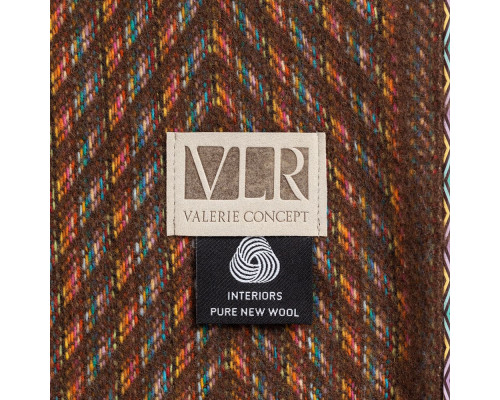 VLR
VALERIE CONCEPT
INTERIORS
PURE NEW WOOL